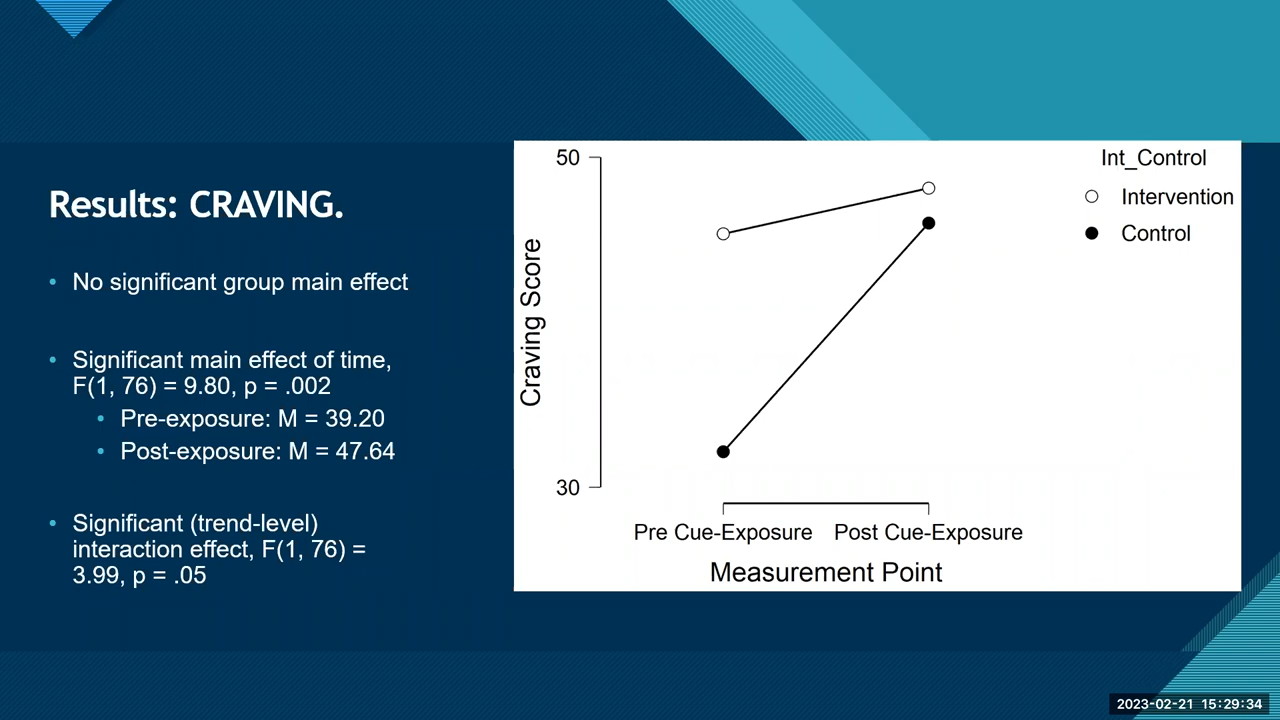 Results: CRAVING.
• No significant group main effect
• Significant main effect of time,
F(1, 76) = 9.80, p = .002
• Pre-exposure: M = 39.20
• Post-exposure: M = 47.64
• Significant (trend-level)
interaction effect, F(1, 76) =
3.99, p = .05
50
30
Craving Score
Pre Cue-Exposure Post Cue-Exposure
Measurement Point
Int_Control
Intervention
Control
2023-02-21 15:29:34